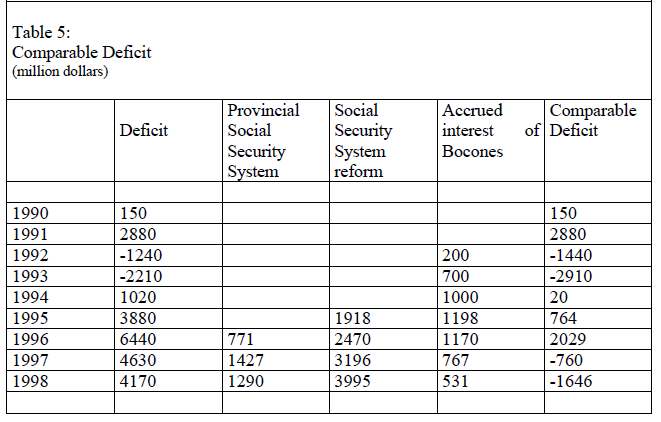 Table 5:
Comparable Deficit
(million dollars)
Deficit
Provincial
Social
Security
System
Social
Security
System
reform
Accrued
interest of
Bocones
Comparable
Deficit
1990 150 150
1991 2880 2880
1992 -1240 200 -1440
1993 -2210 700 -2910
1994 1020 1000 20
1995 3880 1918 1198 764
1996 6440 771 2470 1170 2029
1997 4630 1427 3196 767 -760
1998 4170 1290 3995 531 -1646